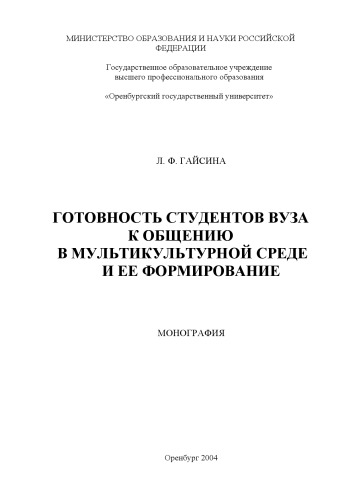 МИНИСТЕРСТВО ОБРАЗОВАНИЯ И НАУКИ РОССИЙСКОЙ
ФЕДЕРАЦИИ
Государственное образовательное учреждение
высшего профессионального образования
«Оренбургский государственный университет»
Л. Ф. ГАЙСИНА
ГОТОВНОСТЬ СТУДЕНТОВ ВУЗА
К ОБЩЕНИЮ
В МУЛЬТИКУЛЬТУРНОЙ СРЕДЕ
И ЕЕ ФОРМИРОВАНИЕ
МОНОГРАФИЯ
Оренбург 2004